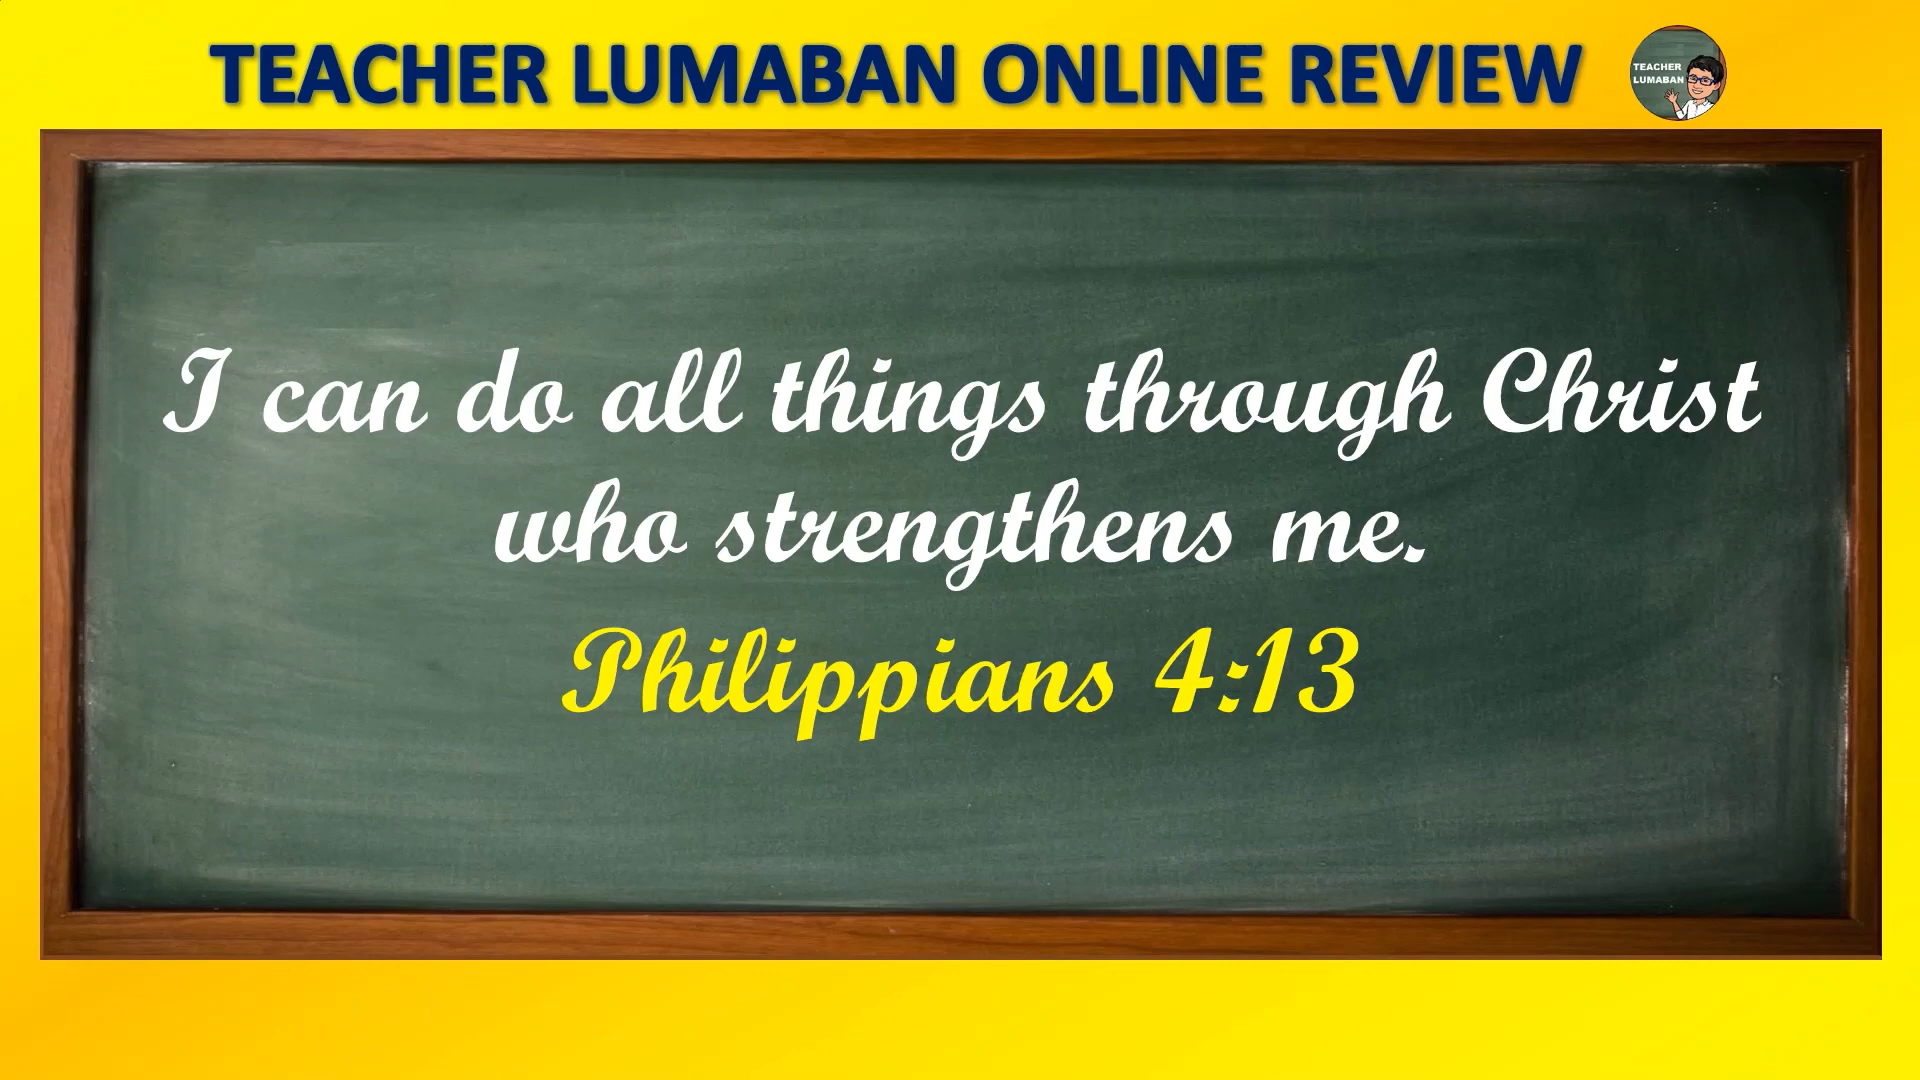 TEACHER LUMABAN ONLINE REVIEW
TEACHER
LUMABAN
I can do all things through Christ
who strengthens me.
Philippians 4:13